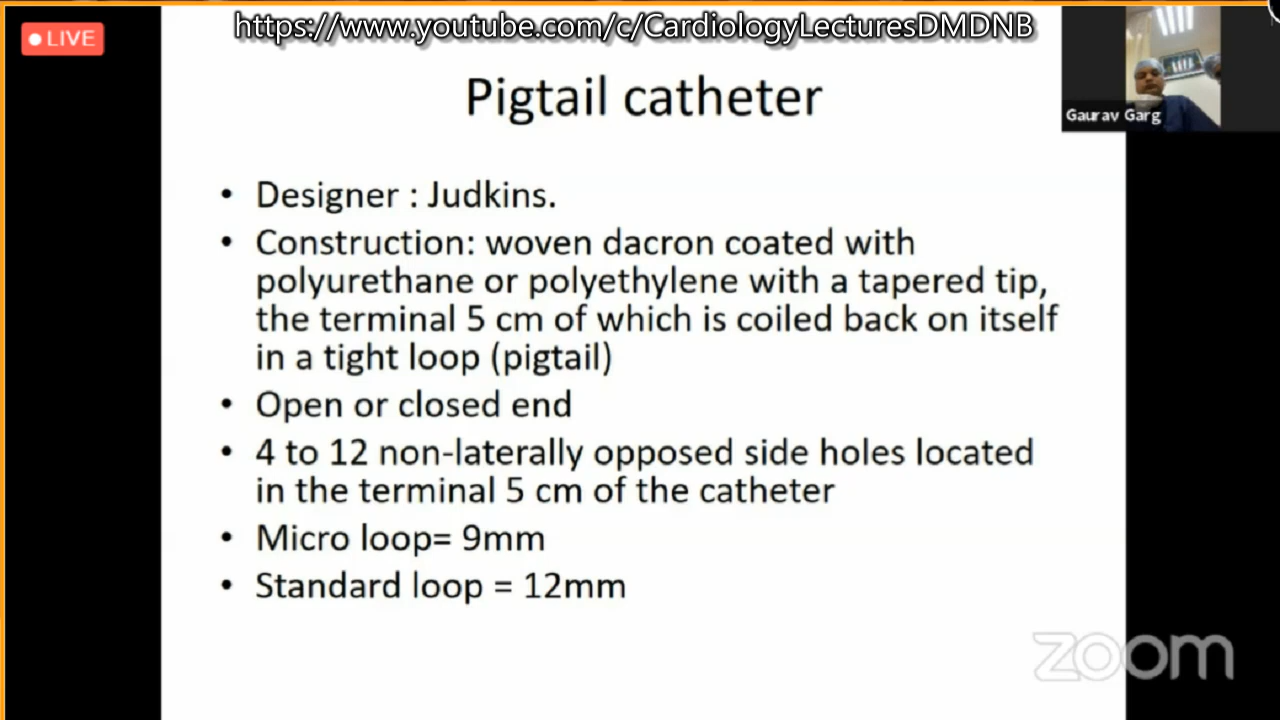 https://www.youtube.com/c/CardiologyLecturesDMDNB
LIVE
Gaurav Garg
Pigtail catheter
• Designer : Judkins.
• Construction: woven dacron coated with
polyurethane or polyethylene with a tapered tip,
the terminal 5 cm of which is coiled back on itself
in a tight loop (pigtail)
• Open or closed end
• 4 to 12 non-laterally opposed side holes located
in the terminal 5 cm of the catheter
• Micro loop= 9mm
• Standard loop = 12mm
zoom